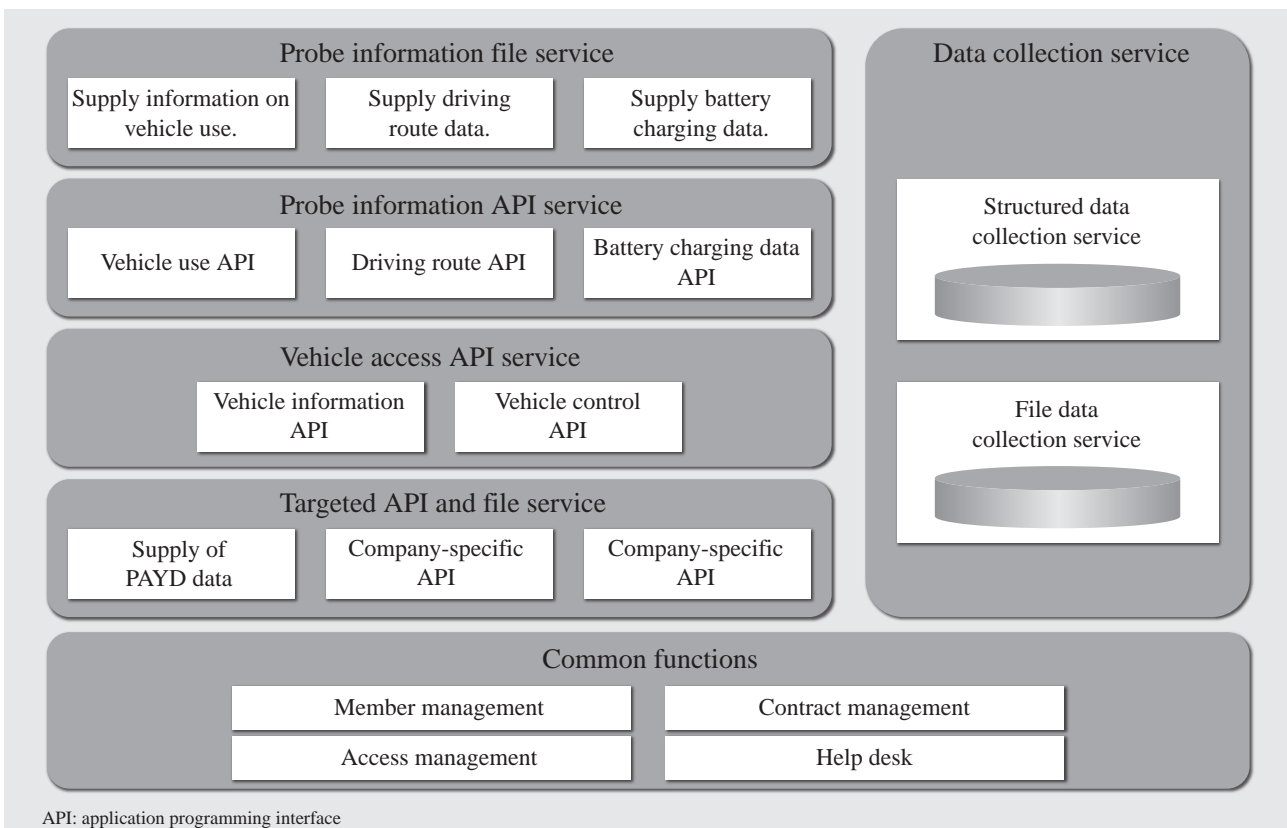 Probe information file service
Supply information on
vehicle use.
Supply driving
route data.
Supply battery
charging data.
Probe information API service
Vehicle use API
Driving route API
Battery charging data
API
Vehicle access API service
Vehicle information
API
Vehicle control
API
Targeted API and file service
Supply of
PAYD data
Company-specific
API
Company-specific
API
Data collection service
Structured data
collection service
File data
collection service
Common functions
Member management
Contract management
Access management
Help desk
API: application programming interface